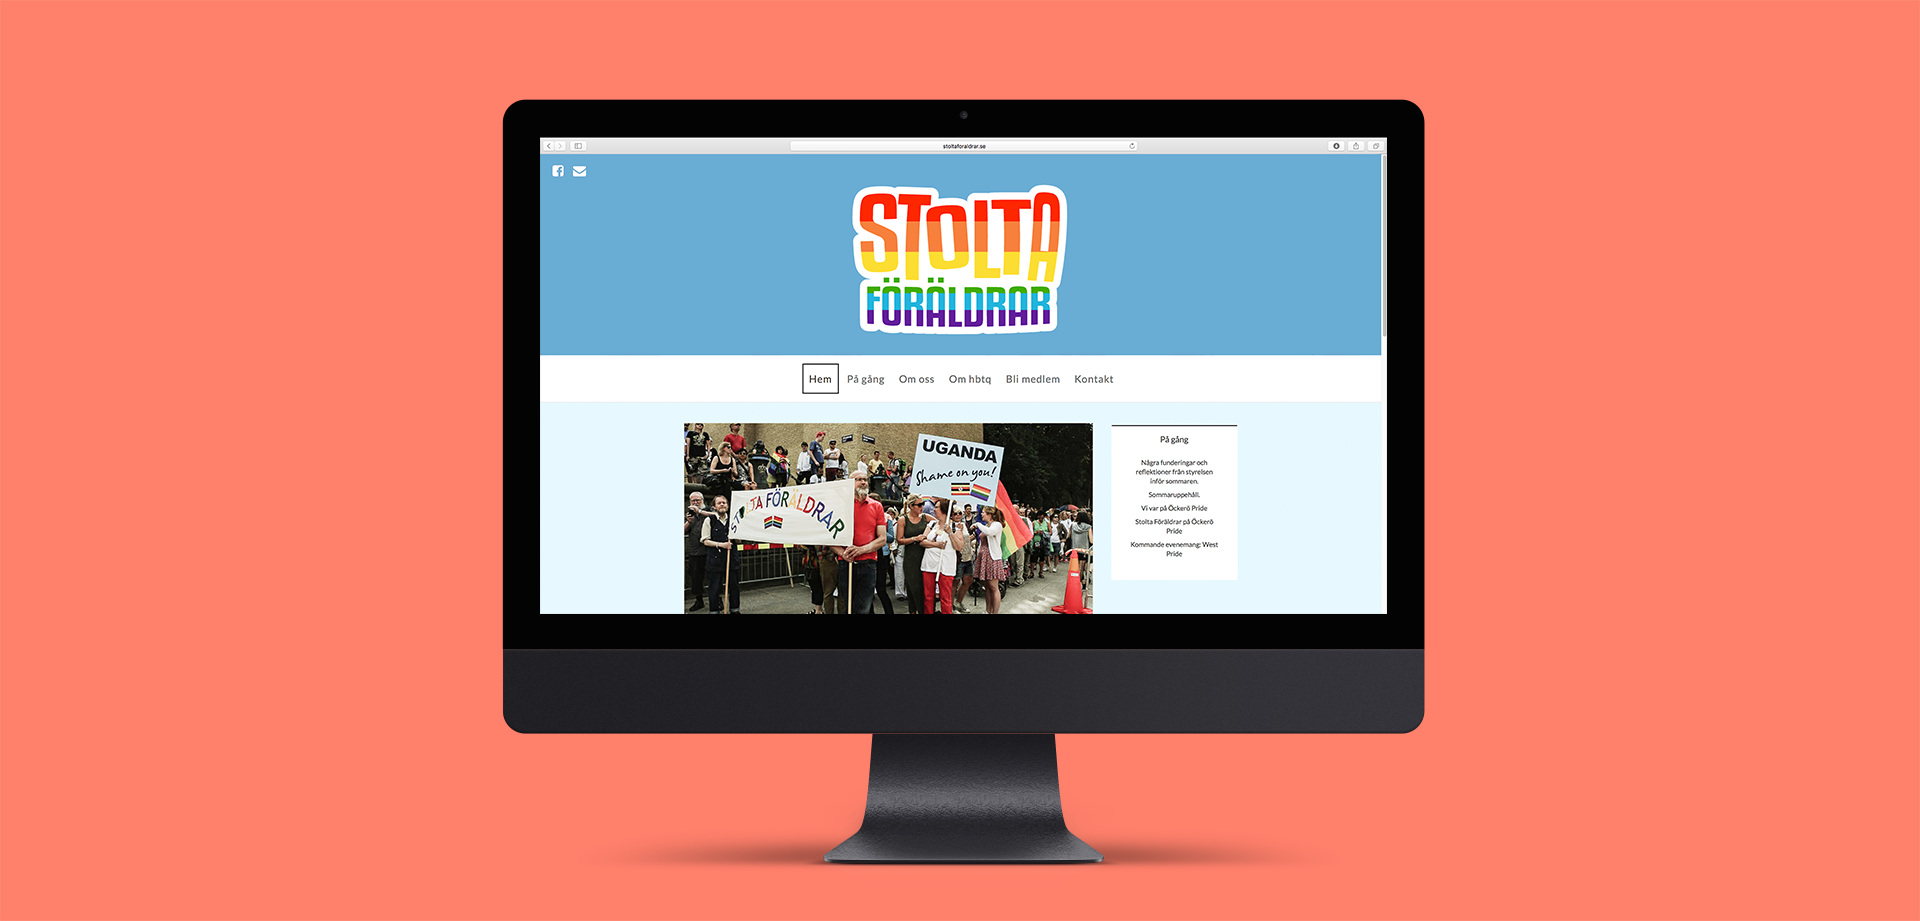 stoltaforaldrar.se
STOLTA
FÖRÄLDRAR
Hem På gång Om oss Om hbtq Bli medlem Kontakt
UGANDA
Shame on you!
STOLTA FÖRÄLDRAR
På gång
Några funderingar och
reflektioner från styrelsen
inför sommaren.
Sommaruppehåll.
Vi var på Öckerö Pride
Stolta Föräldrar på Öckerö
Pride
Kommande evenemang: West
Pride